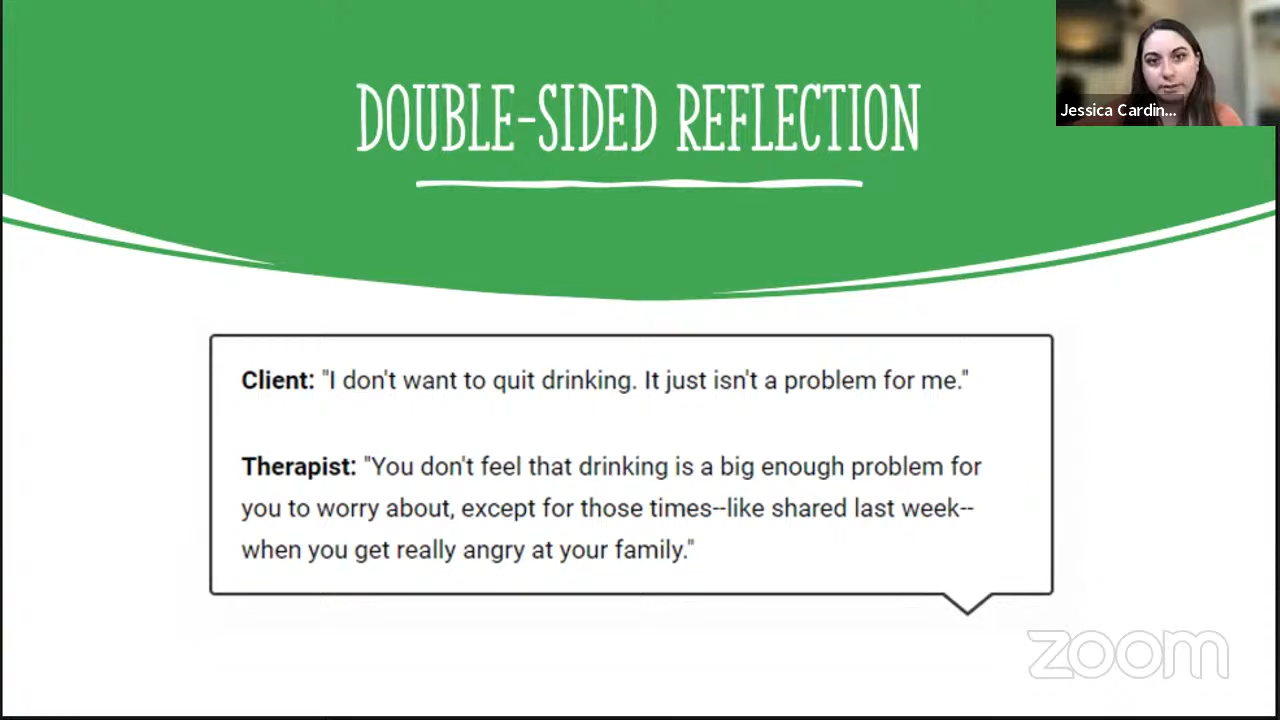 Jessica Cardin...
DOUBLE-SIDED REFLECTION
Client: "I don't want to quit drinking. It just isn't a problem for me."
Therapist: "You don't feel that drinking is a big enough problem for
you to worry about, except for those times--like shared last week--
when you get really angry at your family."
zoom